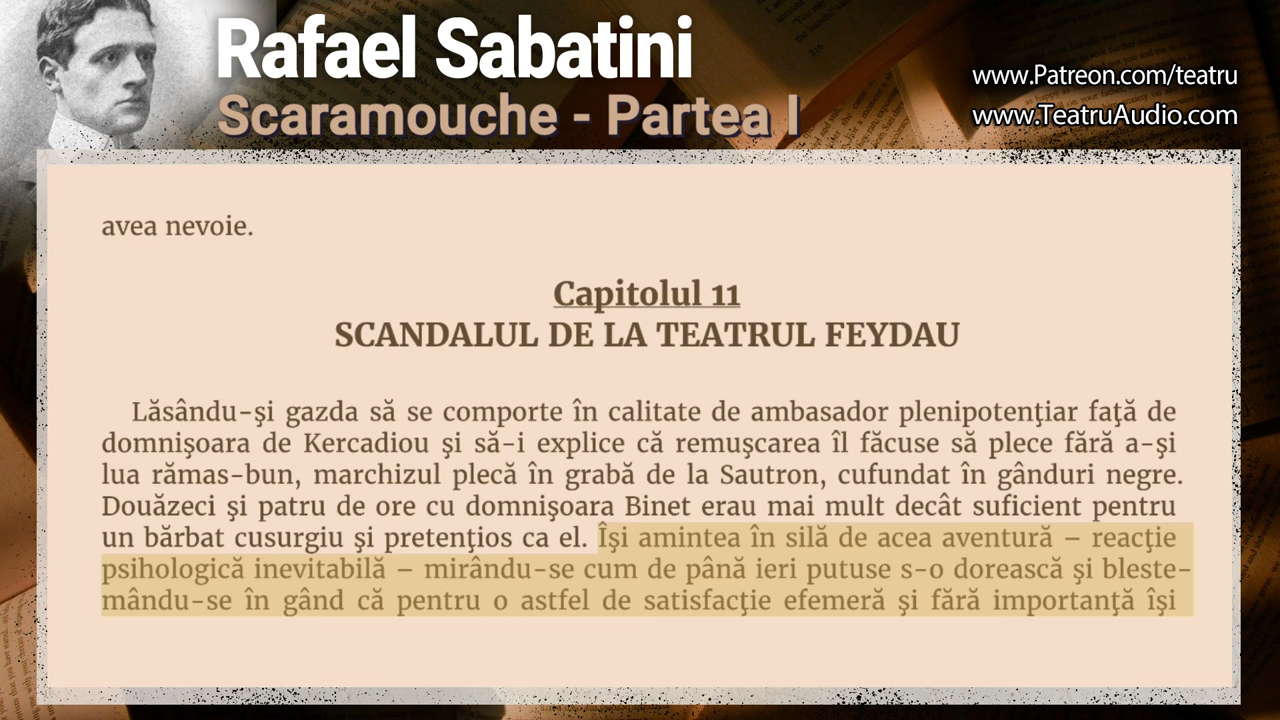 Rafael Sabatini
Scaramouche - Partea I
www.Patreon.com/teatru
www.TeatruAudio.com
avea nevoie.
Capitolul 11
SCANDALUL DE LA TEATRUL FEYDAU
Lăsându-şi gazda să se comporte în calitate de ambasador plenipotenţiar faţă de
domnişoara de Kercadiou şi să-i explice că remuşcarea îl făcuse să plece fără a-şi
lua rămas-bun, marchizul plecă în grabă de la Sautron, cufundat în gânduri negre.
Douăzeci şi patru de ore cu domnişoara Binet erau mai mult decât suficient pentru
un bărbat cusurgiu şi pretenţios ca el. Îşi amintea în silă de acea aventură – reacţie
psihologică inevitabilă – mirându-se cum de până ieri putuse s-o dorească şi bleste-
mându-se în gând că pentru o astfel de satisfacţie efemeră şi fără importanţă îşi